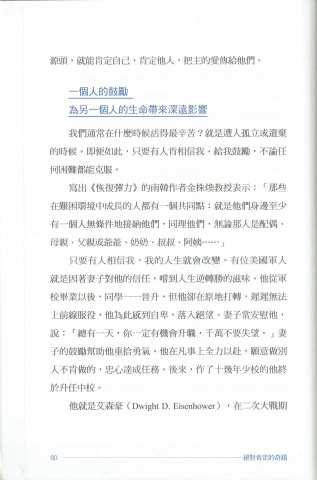 源頭，就能肯定自己，肯定他人，把主的愛傳給他們。
一個人的鼓勵
為另一個人的生命帶來深遠影響
我們通常在什麼時候活得最辛苦？就是遭人孤立或遺棄
的時候。即便如此，只要有人肯相信我、給我鼓勵，不論任
何困難都能克服。
寫出《恢復彈力》的南韓作者金株煥教授表示：「那些
在艱困環境中成長的人都有一個共同點：就是他們身邊至少
有一個人無條件地接納他們，同理他們，無論那人是配偶、
母親、父親或爺爺、奶奶、叔叔、阿姨……」
只要有人相信我，我的人生就會改變。有位美國軍人
就是因著妻子對他的信任，嚐到人生逆轉勝的滋味。他從軍
校畢業以後，同學一一晉升，但他卻在原地打轉，遲遲無法
上前線服役，他為此感到自卑，落入絕望。妻子常安慰他，
說：「總有一天，你一定有機會升職，千萬不要失望。」妻
子的鼓勵幫助他重拾勇氣，他在凡事上全力以赴，願意做別
人不肯做的，忠心達成任務。後來，作了十幾年少校的他終
於升任中校。
他就是艾森豪（Dwight D. Eisenhower），在二次大戰期
80
絕對肯定的奇蹟